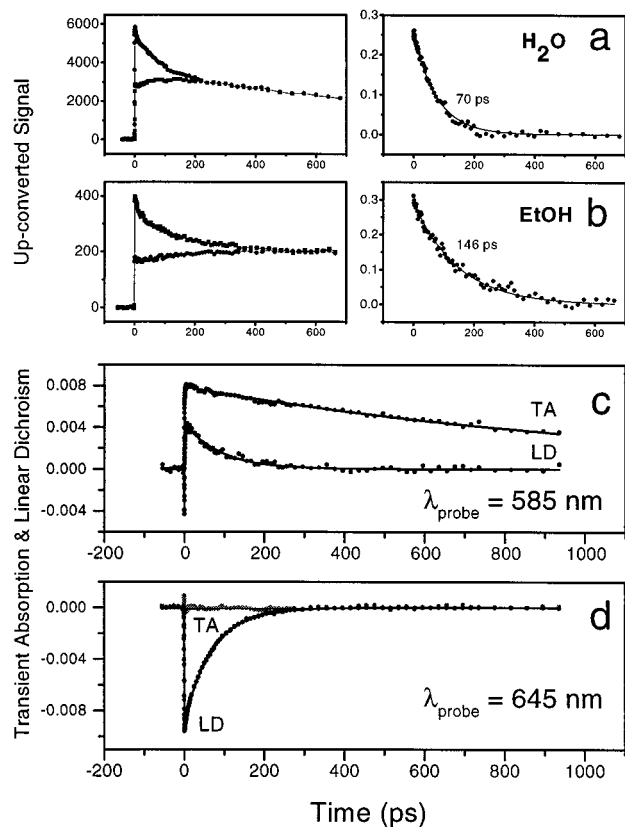 Up-converted Signal
6000
4000
2000
0
0 200 400 600
0.3
0.2
0.1
0.0
0 200 400 600
H2O
a
70 ps
400
200
0
0 200 400 600
0.3
0.2
0.1
0.0
0 200 400 600
EtOH
b
146 ps
Transient Absorption & Linear Dichroism
0.008
0.004
0.000
-0.004
c
TA
LD
λprobe = 585 nm
-200 0 200 400 600 800 1000
0.000
-0.004
-0.008
d
TA
LD
λprobe = 645 nm
-200 0 200 400 600 800 1000
Time (ps)